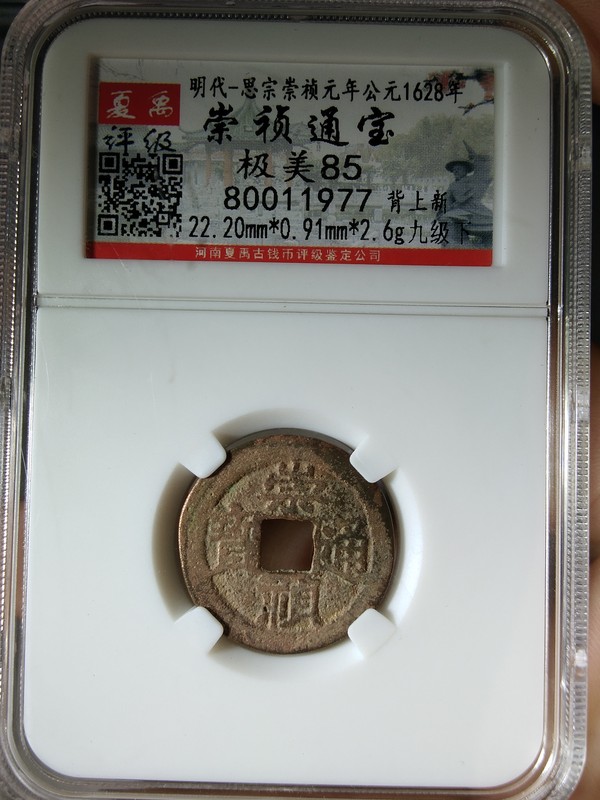 夏禹
评级
明代-思宗崇祯元年公元1628年
崇祯通宝
极美85
80011977 背上新
22.20mm*0.91mm*2.6g九级下
河南夏禹古钱币评级鉴定公司
崇
寶 通
禎